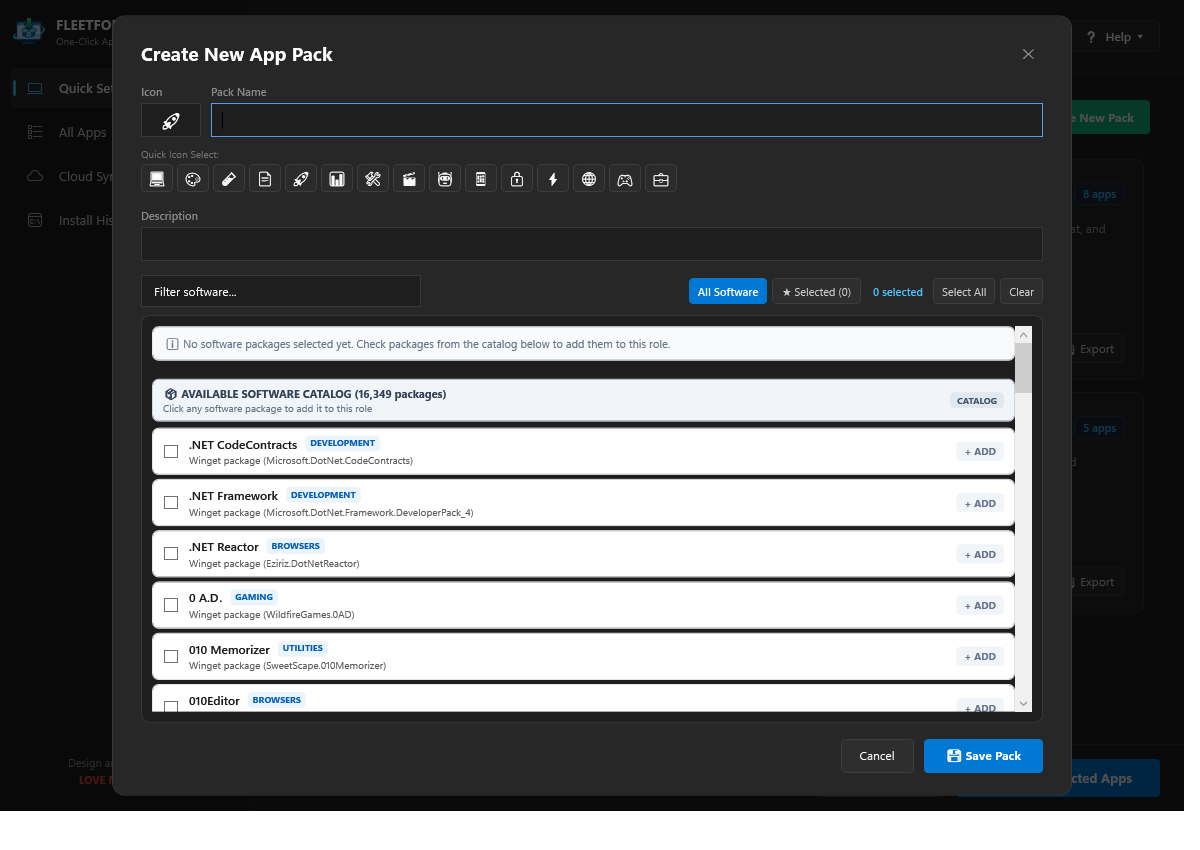 FLEETFO
One-Click Ap
Help
Quick Set
All Apps
Cloud Syn
Install His
Create New App Pack
Icon
Pack Name
Quick Icon Select:
Description
Filter software...
All Software
★ Selected (0)
0 selected
Select All
Clear
No software packages selected yet. Check packages from the catalog below to add them to this role.
AVAILABLE SOFTWARE CATALOG (16,349 packages)
Click any software package to add it to this role
CATALOG
.NET CodeContracts
DEVELOPMENT
Winget package (Microsoft.DotNet.CodeContracts)
+ ADD
.NET Framework
DEVELOPMENT
Winget package (Microsoft.DotNet.Framework.DeveloperPack_4)
+ ADD
.NET Reactor
BROWSERS
Winget package (Eziriz.DotNetReactor)
+ ADD
0 A.D.
GAMING
Winget package (WildfireGames.0AD)
+ ADD
010 Memorizer
UTILITIES
Winget package (SweetScape.010Memorizer)
+ ADD
010Editor
BROWSERS
+ ADD
Cancel
Save Pack
e New Pack
8 apps
at, and
Export
5 apps
d
Export
Design an
LOVE
cted Apps